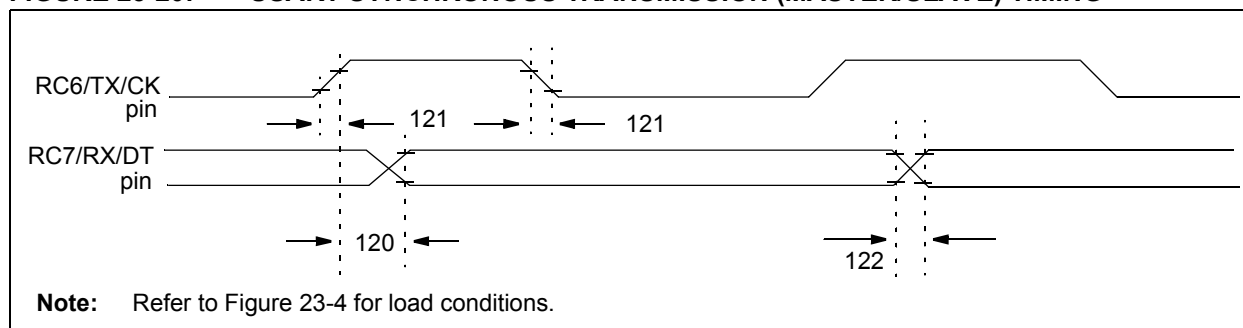 RC6/TX/CK
pin
121
121
RC7/RX/DT
pin
120
122
Note: Refer to Figure 23-4 for load conditions.